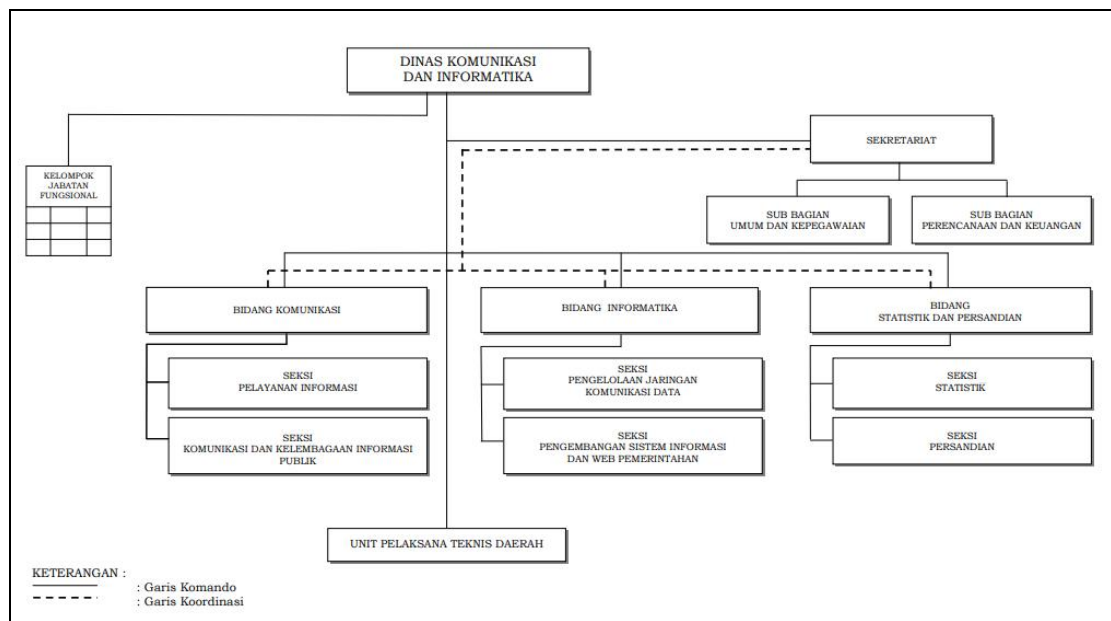 DINAS KOMUNIKASI
DAN INFORMATIKA
SEKRETARIAT
KELOMPOK
JABATAN
FUNGSIONAL
SUB BAGIAN
UMUM DAN KEPEGAWAIAN
SUB BAGIAN
PERENCANAAN DAN KEUANGAN
BIDANG KOMUNIKASI
BIDANG INFORMATIKA
BIDANG
STATISTIK DAN PERSANDIAN
SEKSI
PELAYANAN INFORMASI
SEKSI
PENGELOLAAN JARINGAN
KOMUNIKASI DATA
SEKSI
STATISTIK
SEKSI
KOMUNIKASI DAN KELEMBAGAAN INFORMASI
PUBLIK
SEKSI
PENGEMBANGAN SISTEM INFORMASI
DAN WEB PEMERINTAHAN
SEKSI
PERSANDIAN
UNIT PELAKSANA TEKNIS DAERAH
KETERANGAN :
: Garis Komando
: Garis Koordinasi